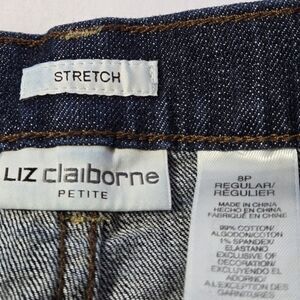 STRETCH
LIZ claiborne
PETITE
8P
REGULAR/
REGULIER
MADE IN CHINA
HECHO EN CHINA
FABRIQUÉ EN CHINE
99% COTTON/
ALGODON/COTON
1% SPANDEX/
ELASTANO
EXCLUSIVE OF
DECORATION/
EXCLUYENDO EL
ADORNO/
A L'EXCEPTION DES
GARNITURES